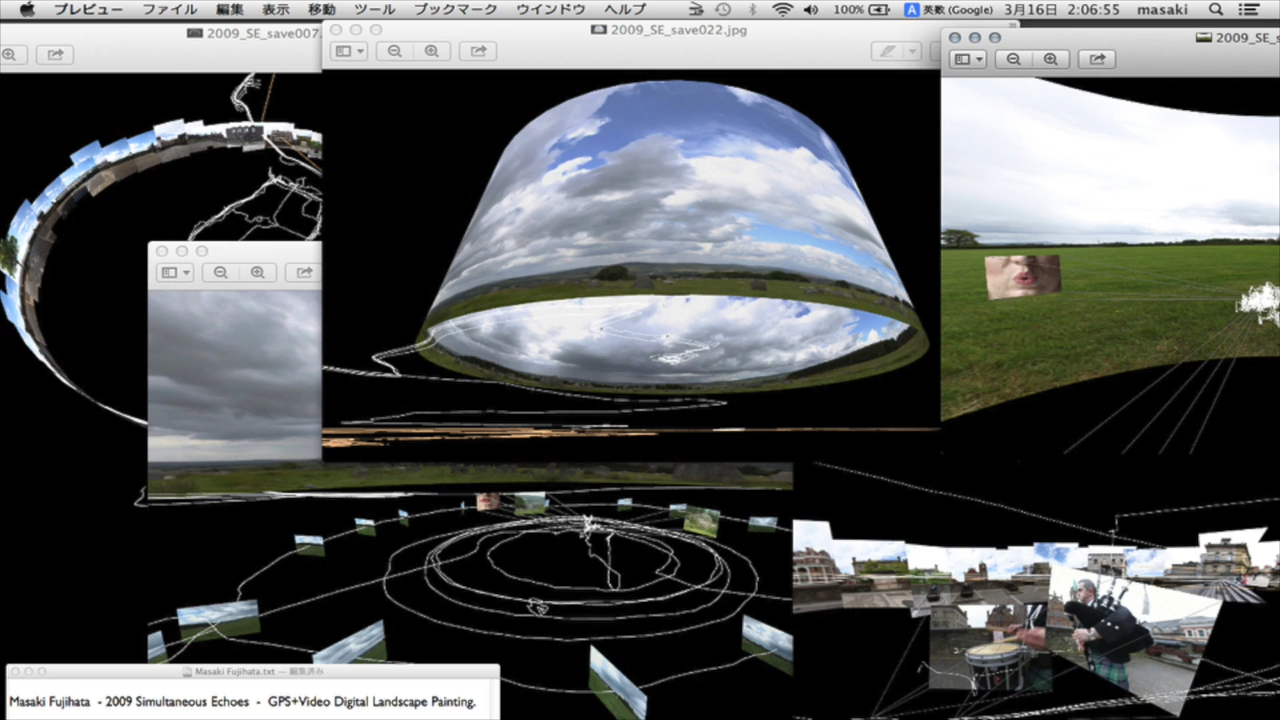 プレビュー ファイル 編集 表示 移動 ツール ブックマーク ウインドウ ヘルプ 100% A 英数 (Google) 3月16日 2:06:55 masaki
2009_SE_save007.
2009_SE_save022.jpg
2009_SE_s
Masaki Fujihata.txt — 編集済み
Masaki Fujihata - 2009 Simultaneous Echoes - GPS+Video Digital Landscape Painting.